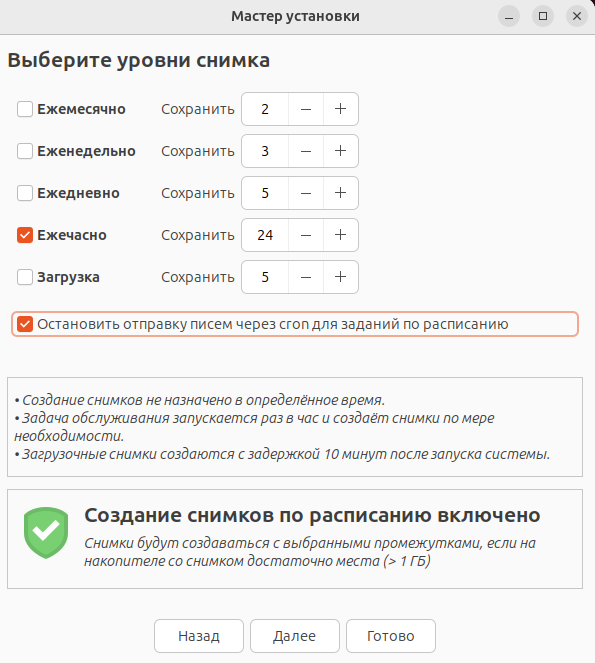 Мастер установки
Выберите уровни снимка
Ежемесячно Сохранить 2 − +
Еженедельно Сохранить 3 − +
Ежедневно Сохранить 5 − +
Ежечасно Сохранить 24 − +
Загрузка Сохранить 5 − +
Остановить отправку писем через cron для заданий по расписанию
• Создание снимков не назначено в определённое время.
• Задача обслуживания запускается раз в час и создаёт снимки по мере
необходимости.
• Загрузочные снимки создаются с задержкой 10 минут после запуска системы.
Создание снимков по расписанию включено
Снимки будут создаваться с выбранными промежутками, если на
накопителе со снимком достаточно места (> 1 ГБ)
Назад Далее Готово